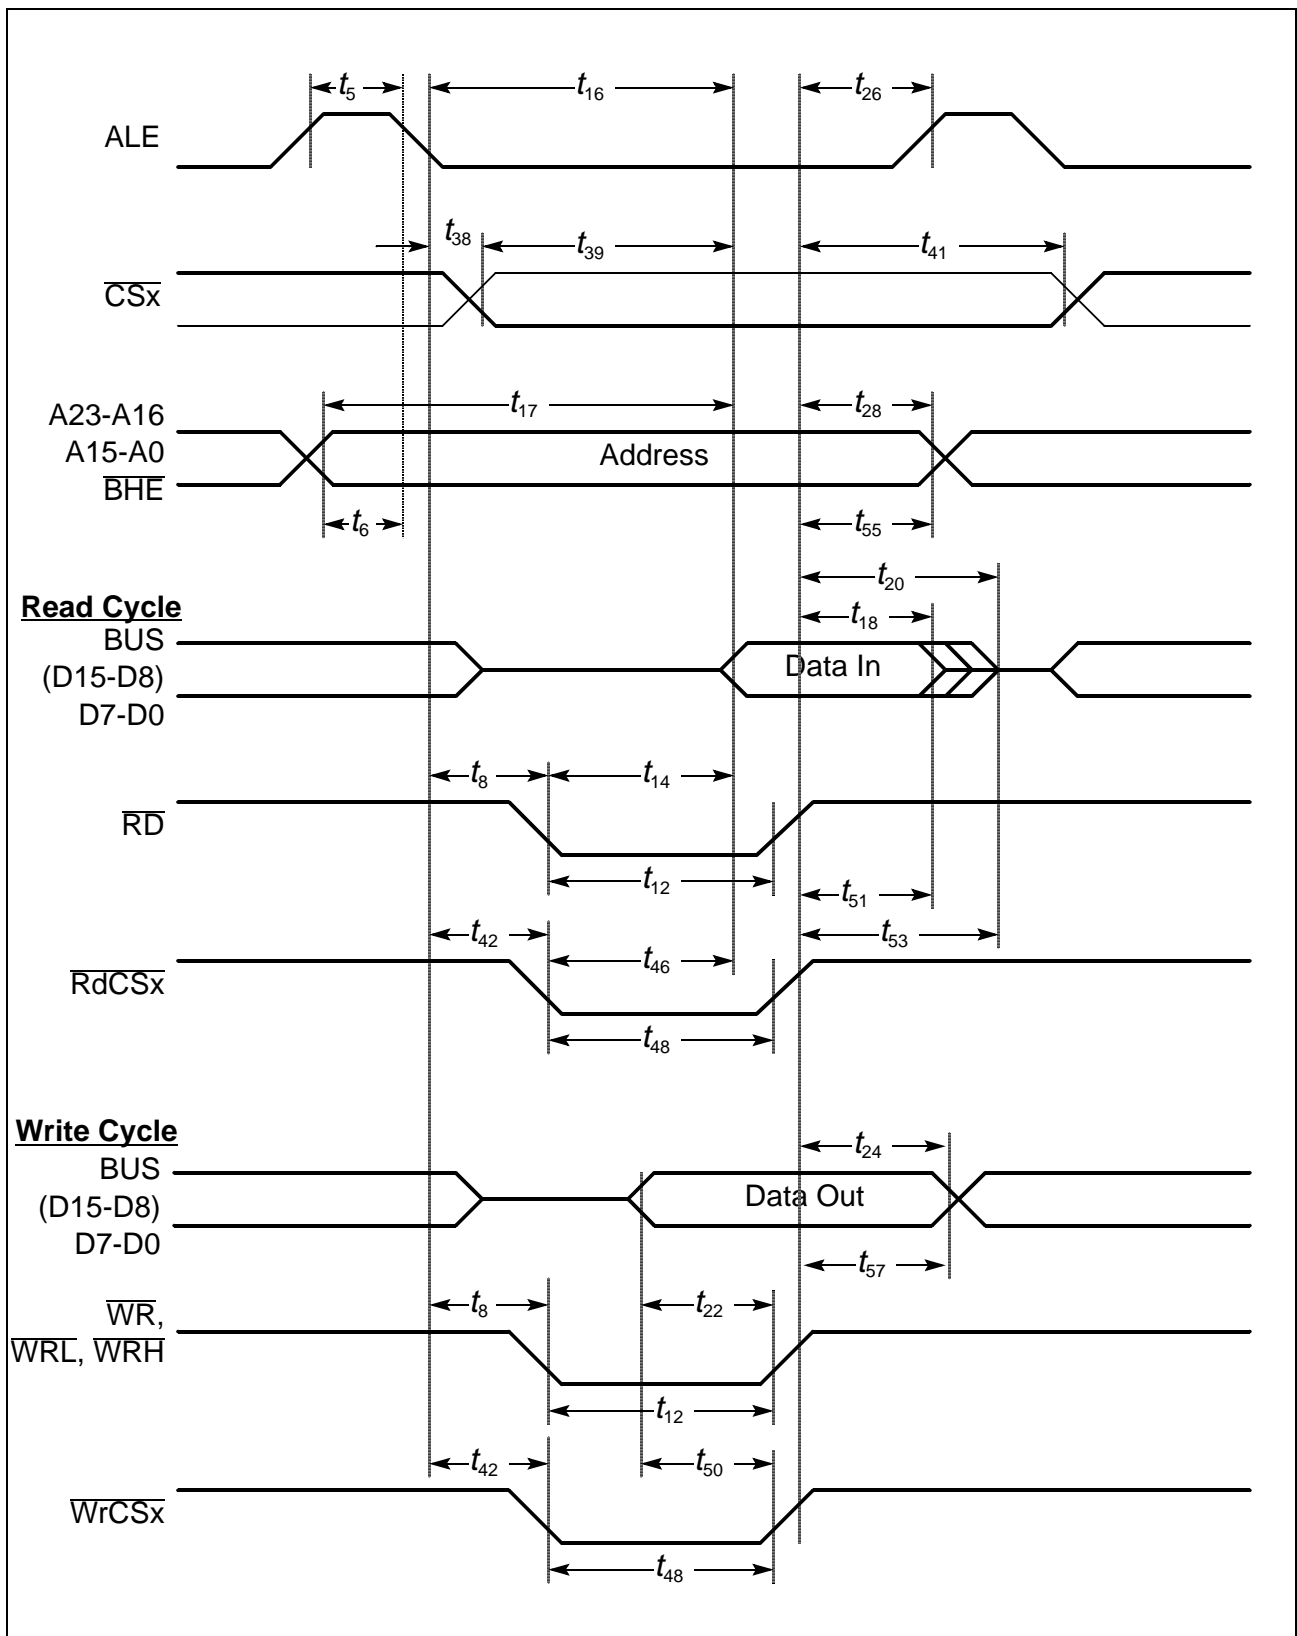 t5 t16 t26
ALE
t38 t39 t41
CSx
A23-A16 t17 t28
A15-A0 Address
BHE
t6 t55
t20
Read Cycle t18
BUS
(D15-D8) Data In
D7-D0
t8 t14
RD
t12 t51
t42 t53
t46
RdCSx
t48
Write Cycle
t24
BUS
(D15-D8) Data Out
D7-D0
t57
t8 t22
WR,
WRL, WRH
t12
t42 t50
WrCSx
t48